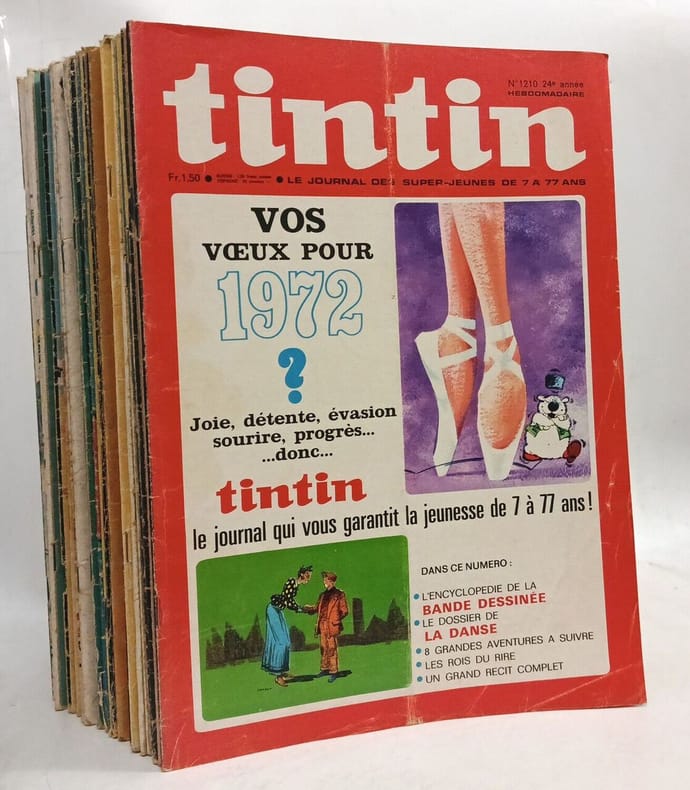 tintin
N°1210 24e année
HEBDOMADAIRE
Fr.1,50 ● ● LE JOURNAL DES SUPER-JEUNES DE 7 A 77 ANS
VOS
VŒUX POUR
1972
?
Joie, détente, évasion
sourire, progrès...
...donc...
tintin
le journal qui vous garantit la jeunesse de 7 à 77 ans!
DANS CE NUMERO :
● L'ENCYCLOPEDIE DE LA
BANDE DESSINÉE
● LE DOSSIER DE
LA DANSE
● 8 GRANDES AVENTURES A SUIVRE
● LES ROIS DU RIRE
● UN GRAND RECIT COMPLET